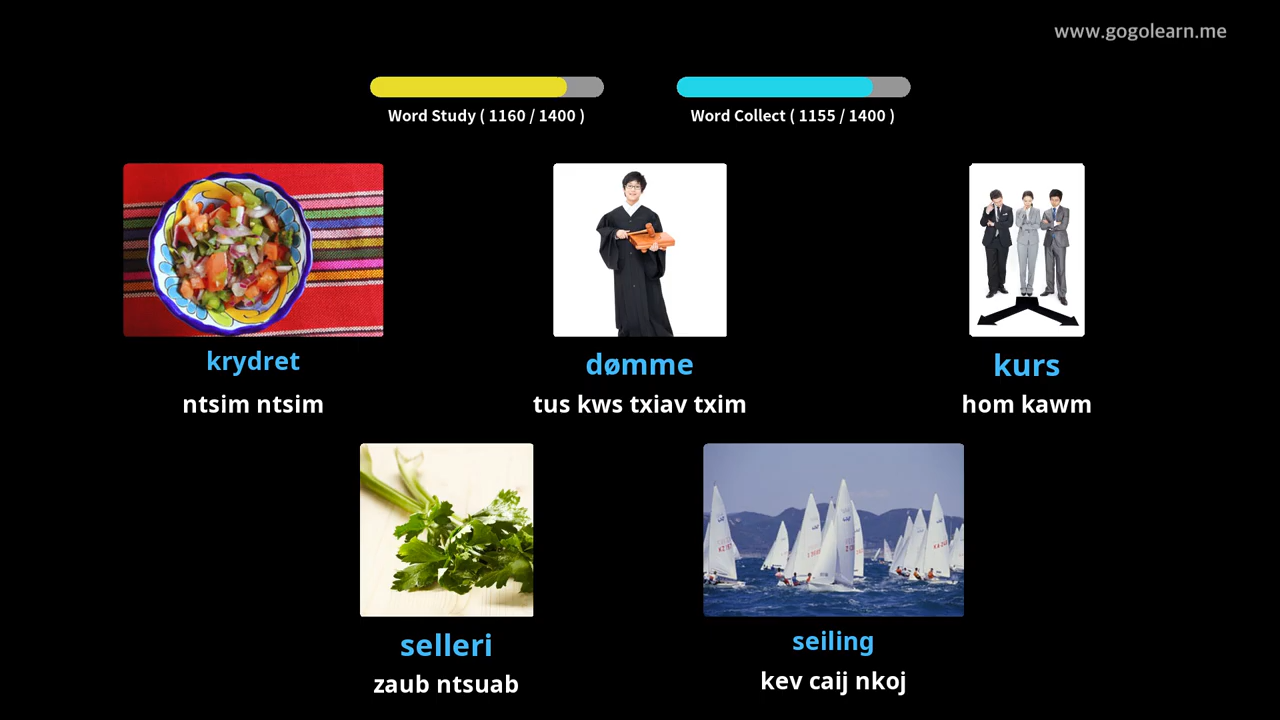 www.gogolearn.me
Word Study ( 1160 / 1400 )
Word Collect ( 1155 / 1400 )
krydret
ntsim ntsim
dømme
tus kws txiav txim
kurs
hom kawm
selleri
zaub ntsuab
seiling
kev caij nkoj